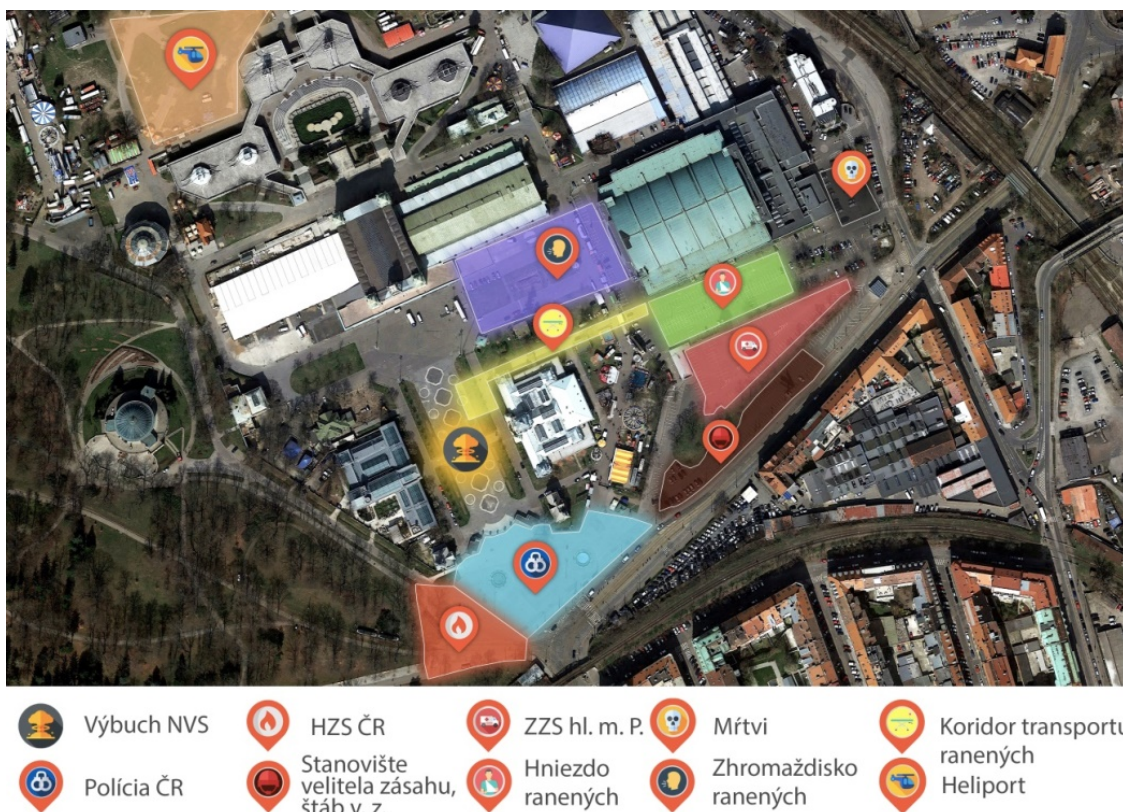 Výbuch NVS
HZS ČR
ZZS hl. m. P.
Mŕtvi
Koridor transportu
ranených
Polícia ČR
Stanovište
velitela zásahu,
štáb v. z.
Hniezdo
ranených
Zhromaždisko
ranených
Heliport